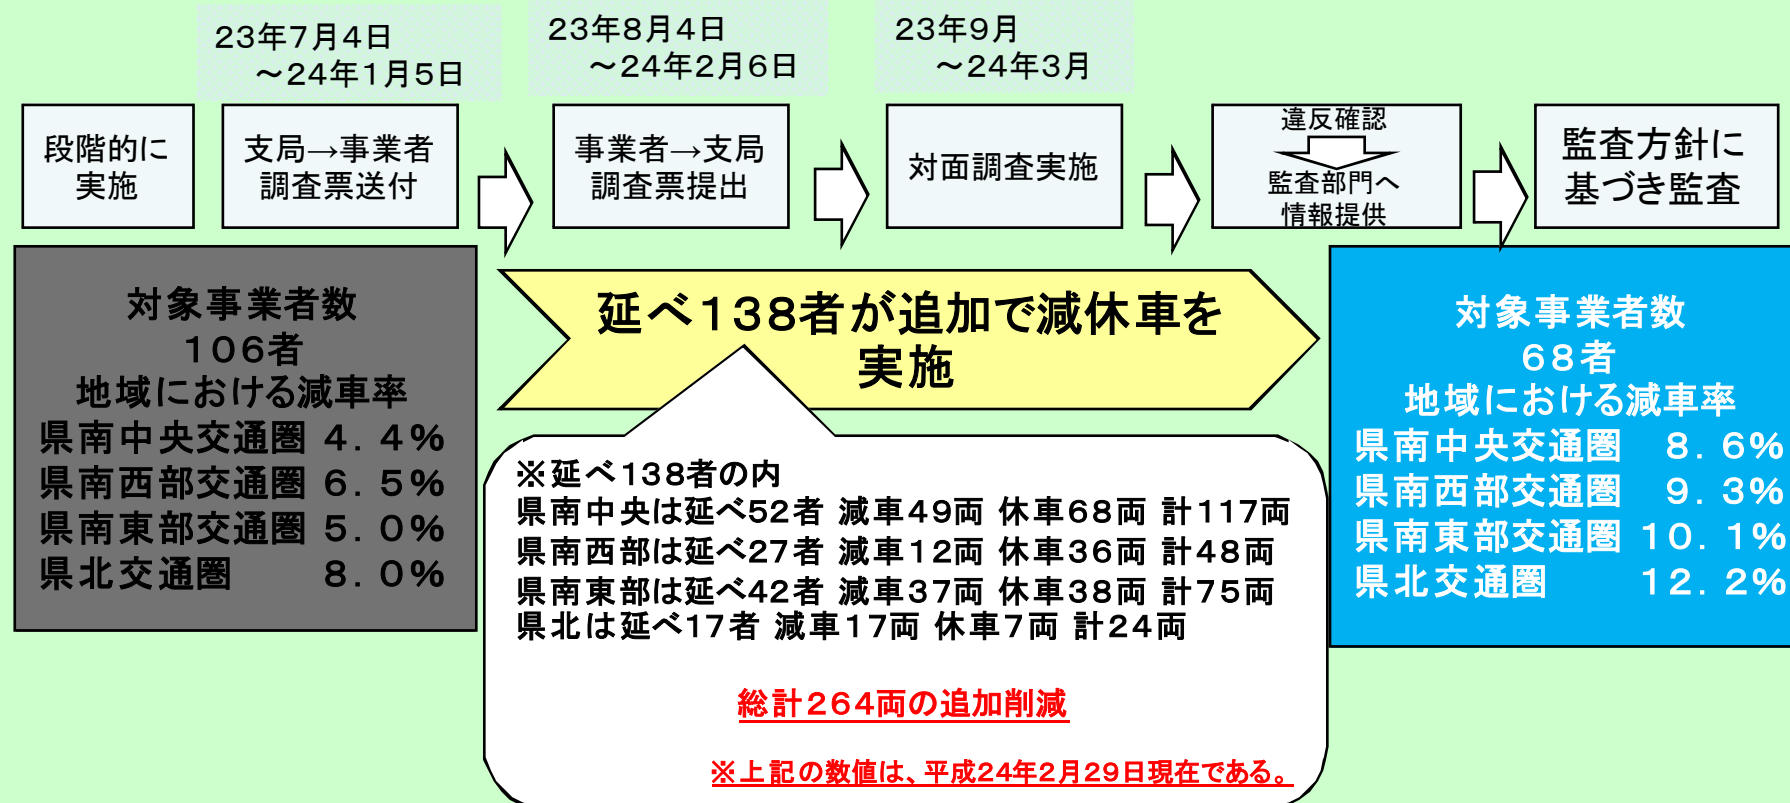 23年7月4日
～24年1月5日
23年8月4日
～24年2月6日
23年9月
～24年3月
段階的に
実施
支局→事業者
調査票送付
事業者→支局
調査票提出
対面調査実施
違反確認
監査部門へ
情報提供
監査方針に
基づき監査
対象事業者数
106者
地域における減車率
県南中央交通圏 4．4％
県南西部交通圏 6．5％
県南東部交通圏 5．0％
県北交通圏 8．0％
延べ138者が追加で減休車を
実施
※延べ138者の内
県南中央は延べ52者 減車49両 休車68両 計117両
県南西部は延べ27者 減車12両 休車36両 計48両
県南東部は延べ42者 減車37両 休車38両 計75両
県北は延べ17者 減車17両 休車7両 計24両
総計264両の追加削減
※上記の数値は、平成24年2月29日現在である。
対象事業者数
68者
地域における減車率
県南中央交通圏 8．6％
県南西部交通圏 9．3％
県南東部交通圏 10．1％
県北交通圏 12．2％